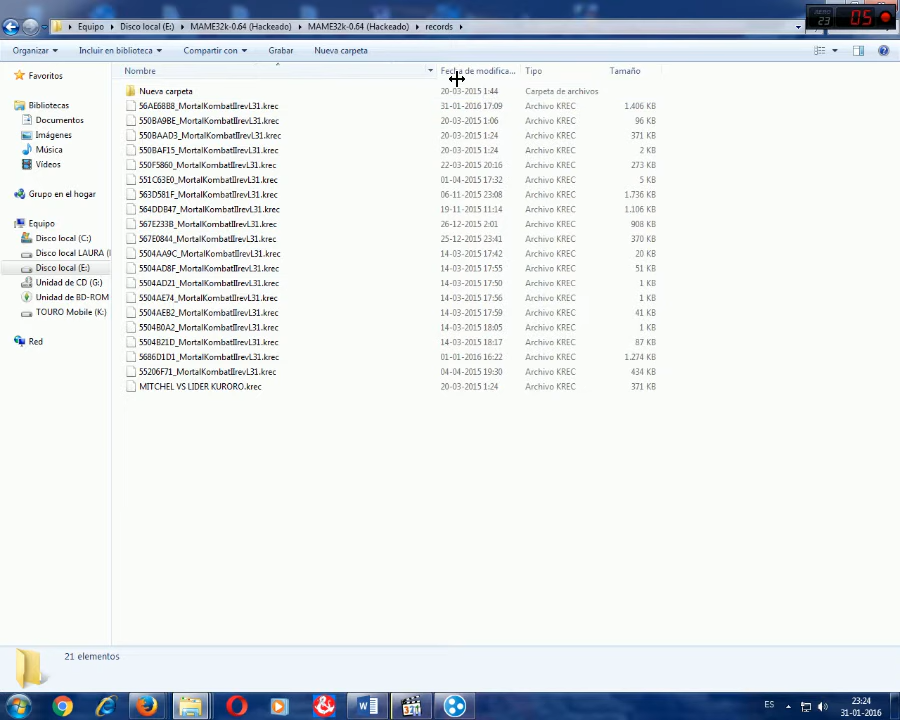 Equipo ▸ Disco local (E:) ▸ MAME32k-0.64 (Hackeado) ▸ MAME32k-0.64 (Hackeado) ▸ records ▸
23 05
Organizar Incluir en biblioteca Compartir con Grabar Nueva carpeta
Nombre Fecha de modifica... Tipo Tamaño
Favoritos
Bibliotecas
Documentos
Imágenes
Música
Vídeos
Grupo en el hogar
Equipo
Disco local (C:)
Disco local LAURA (
Disco local (E:)
Unidad de CD (G:)
Unidad de BD-ROM
TOURO Mobile (K:)
Red
Nueva carpeta 20-03-2015 1:44 Carpeta de archivos
56AE68B8_MortalKombatIIrevL31.krec 31-01-2016 17:09 Archivo KREC 1.406 KB
550BA9BE_MortalKombatIIrevL31.krec 20-03-2015 1:06 Archivo KREC 96 KB
550BAAD3_MortalKombatIIrevL31.krec 20-03-2015 1:24 Archivo KREC 371 KB
550BAF15_MortalKombatIIrevL31.krec 20-03-2015 1:24 Archivo KREC 2 KB
550F5860_MortalKombatIIrevL31.krec 22-03-2015 20:16 Archivo KREC 273 KB
551C63E0_MortalKombatIIrevL31.krec 01-04-2015 17:32 Archivo KREC 5 KB
563D581F_MortalKombatIIrevL31.krec 06-11-2015 23:08 Archivo KREC 1.736 KB
564DDB47_MortalKombatIIrevL31.krec 19-11-2015 11:14 Archivo KREC 1.106 KB
567E233B_MortalKombatIIrevL31.krec 26-12-2015 2:01 Archivo KREC 908 KB
567E0844_MortalKombatIIrevL31.krec 25-12-2015 23:41 Archivo KREC 370 KB
5504AA9C_MortalKombatIIrevL31.krec 14-03-2015 17:42 Archivo KREC 20 KB
5504AD8F_MortalKombatIIrevL31.krec 14-03-2015 17:55 Archivo KREC 51 KB
5504AD21_MortalKombatIIrevL31.krec 14-03-2015 17:50 Archivo KREC 1 KB
5504AE74_MortalKombatIIrevL31.krec 14-03-2015 17:56 Archivo KREC 1 KB
5504AEB2_MortalKombatIIrevL31.krec 14-03-2015 17:59 Archivo KREC 41 KB
5504B0A2_MortalKombatIIrevL31.krec 14-03-2015 18:05 Archivo KREC 1 KB
5504B21D_MortalKombatIIrevL31.krec 14-03-2015 18:17 Archivo KREC 87 KB
5686D1D1_MortalKombatIIrevL31.krec 01-01-2016 16:22 Archivo KREC 1.274 KB
55206F71_MortalKombatIIrevL31.krec 04-04-2015 19:30 Archivo KREC 434 KB
MITCHEL VS LIDER KURORO.krec 20-03-2015 1:24 Archivo KREC 371 KB
21 elementos
ES 23:24
31-01-2016